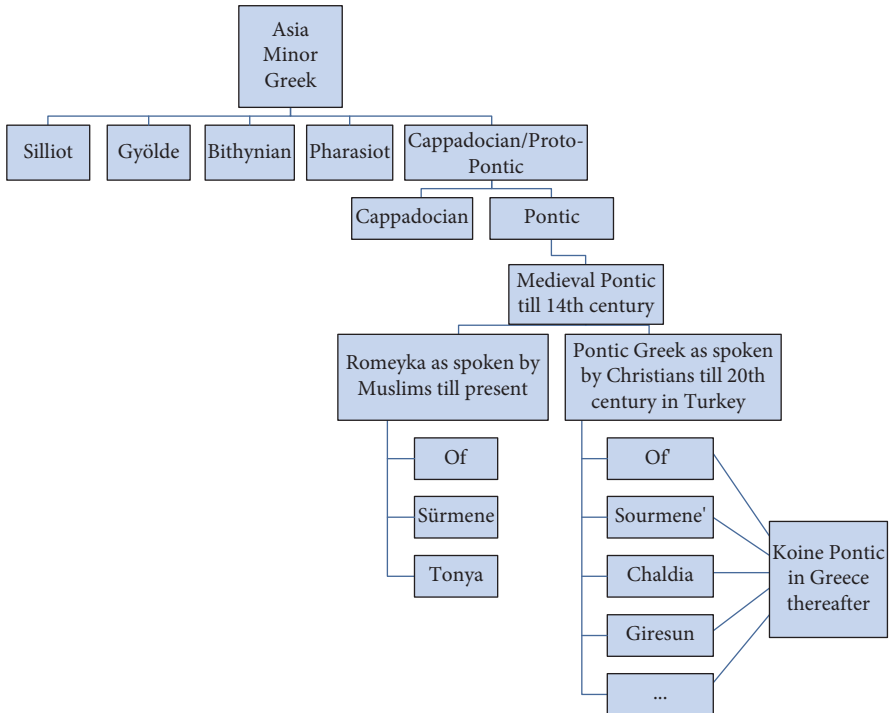 Asia
Minor
Greek
Silliot
Gyölde
Bithynian
Pharasiot
Cappadocian/Proto-
Pontic
Cappadocian
Pontic
Medieval Pontic
till 14th century
Romeyka as spoken by
Muslims till present
Pontic Greek as spoken
by Christians till 20th
century in Turkey
Of
Sürmene
Tonya
Of'
Sourmene'
Chaldia
Giresun
...
Koine Pontic
in Greece
thereafter